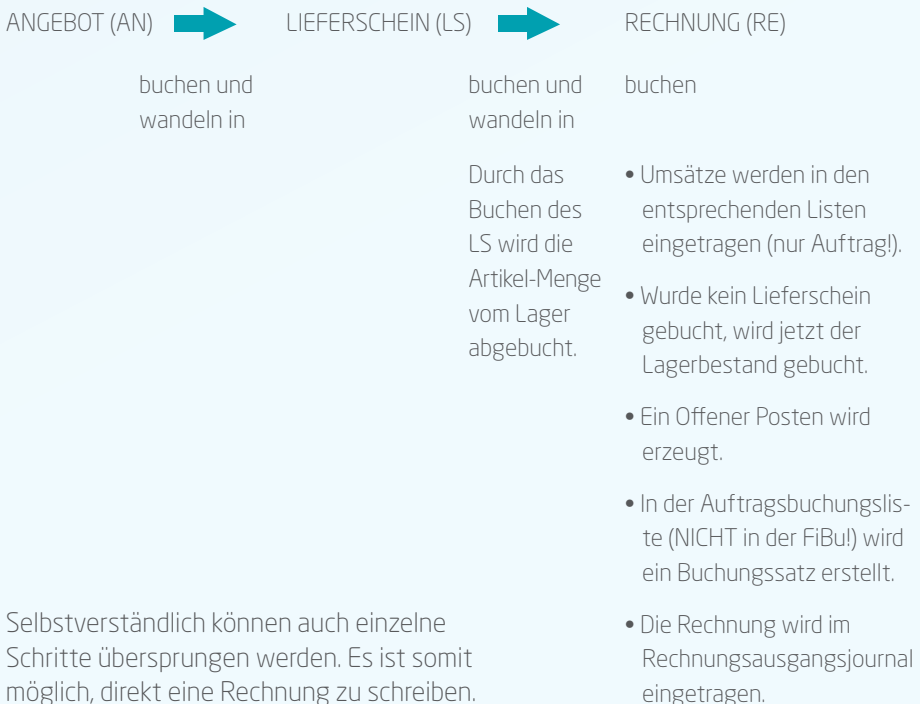 ANGEBOT (AN)
LIEFERSCHEIN (LS)
RECHNUNG (RE)
buchen und
wandeln in
buchen und
wandeln in
Durch das
Buchen des
LS wird die
Artikel-Menge
vom Lager
abgebucht.
buchen
• Umsätze werden in den
entsprechenden Listen
eingetragen (nur Auftrag!).
• Wurde kein Lieferschein
gebucht, wird jetzt der
Lagerbestand gebucht.
• Ein Offener Posten wird
erzeugt.
• In der Auftragsbuchungslis-
te (NICHT in der FiBu!) wird
ein Buchungssatz erstellt.
• Die Rechnung wird im
Rechnungsausgangsjournal
eingetragen.
Selbstverständlich können auch einzelne
Schritte übersprungen werden. Es ist somit
möglich, direkt eine Rechnung zu schreiben.